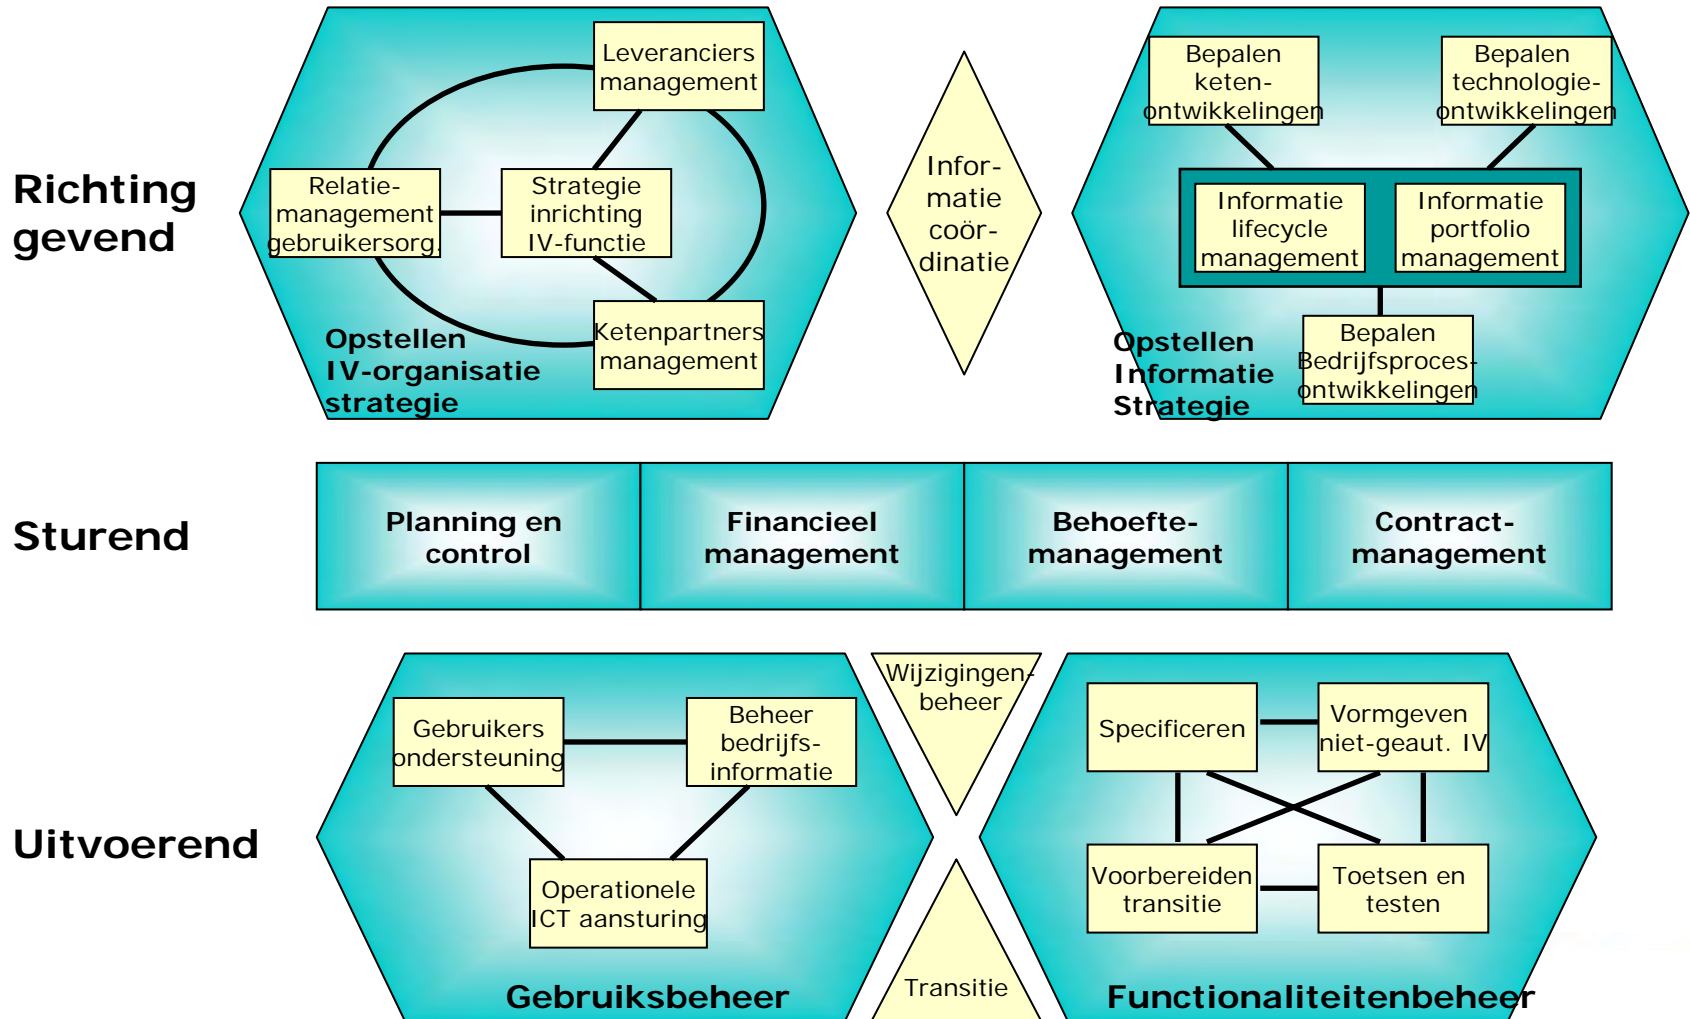 Richting
gevend
Leveranciers
management
Relatie-
management
gebruikersorg.
Strategie
inrichting
IV-functie
Ketenpartners
management
Opstellen
IV-organisatie
strategie
Infor-
matie
coör-
dinatie
Bepalen
keten-
ontwikkelingen
Bepalen
technologie-
ontwikkelingen
Informatie
lifecycle
management
Informatie
portfolio
management
Bepalen
Bedrijfsproces-
ontwikkelingen
Opstellen
Informatie
Strategie
Sturend
Planning en
control
Financieel
management
Behoefte-
management
Contract-
management
Uitvoerend
Gebruikers
ondersteuning
Beheer
bedrijfs-
informatie
Operationele
ICT aansturing
Gebruiksbeheer
Wijzigingen-
beheer
Transitie
Specificeren
Vormgeven
niet-geaut. IV
Voorbereiden
transitie
Toetsen en
testen
Functionaliteitenbeheer